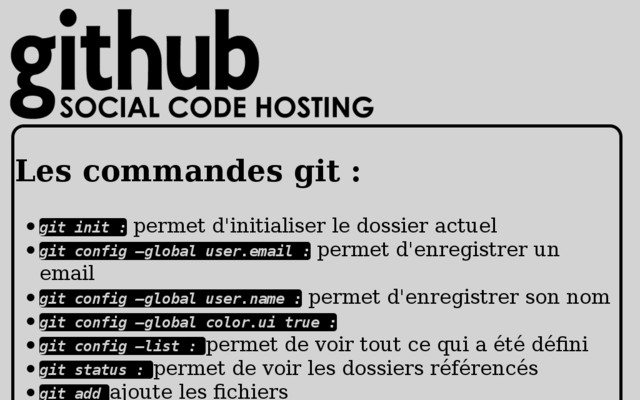 github
SOCIAL CODE HOSTING
Les commandes git :
• git init : permet d'initialiser le dossier actuel
• git config —global user.email : permet d'enregistrer un
email
• git config —global user.name : permet d'enregistrer son nom
• git config —global color.ui true :
• git config —list : permet de voir tout ce qui a été défini
• git status : permet de voir les dossiers référencés
• git add ajoute les fichiers